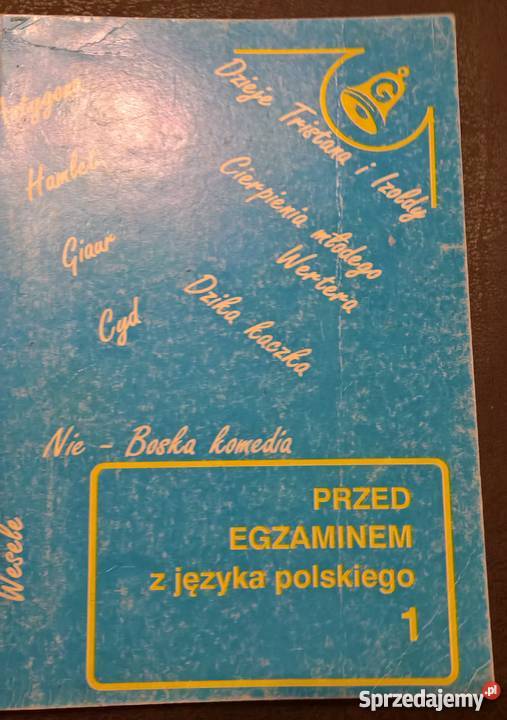 Antygona
Hamlet
Giaur
Cyd
Dzieje Tristana i Izoldy
Cierpienia młodego
Wertera
Dzika kaczka
Nie - Boska komedia
Wesele
PRZED
EGZAMINEM
z języka polskiego
1
G
Sprzedajemy.pl